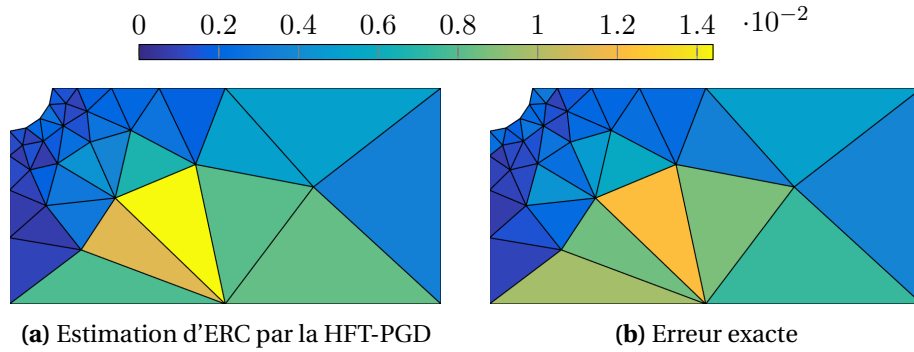 0 0.2 0.4 0.6 0.8 1 1.2 1.4 ·10⁻²
(a) Estimation d'ERC par la HFT-PGD
(b) Erreur exacte